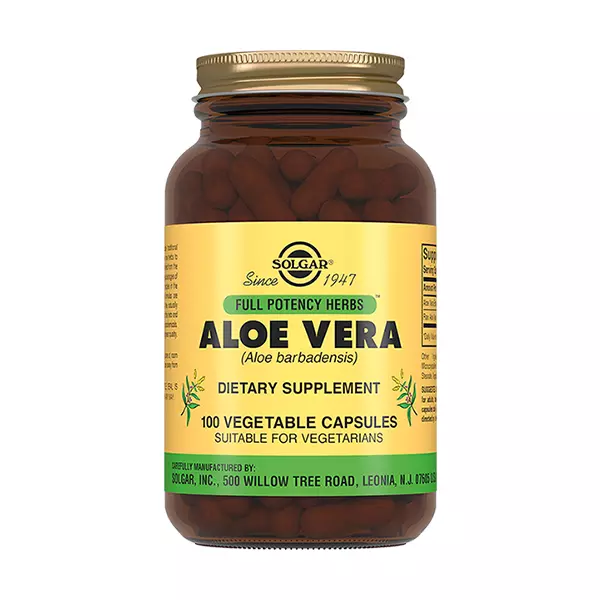 SOLGAR®
Since 1947
FULL POTENCY HERBS™
ALOE VERA
(Aloe barbadensis)
DIETARY SUPPLEMENT
100 VEGETABLE CAPSULES
SUITABLE FOR VEGETARIANS
CAREFULLY MANUFACTURED BY:
SOLGAR, INC., 500 WILLOW TREE ROAD, LEONIA, N.J. 07605